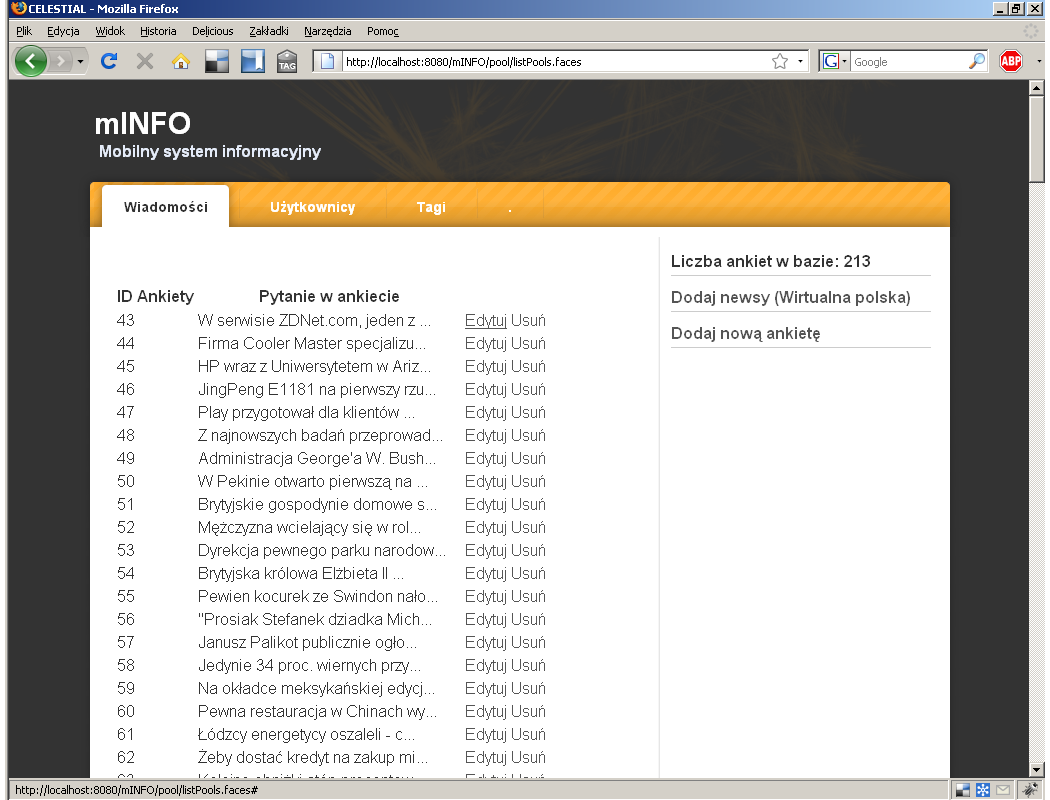 CELESTIAL - Mozilla Firefox
Plik Edycja Widok Historia Delicious Zakładki Narzędzia Pomoc
TAG http://localhost:8080/mINFO/pool/listPools.faces G Google ABP
mINFO
Mobilny system informacyjny
Wiadomości Użytkownicy Tagi .
Liczba ankiet w bazie: 213
Dodaj newsy (Wirtualna polska)
Dodaj nową ankietę
ID Ankiety Pytanie w ankiecie
43 W serwisie ZDNet.com, jeden z ... Edytuj Usuń
44 Firma Cooler Master specjalizu... Edytuj Usuń
45 HP wraz z Uniwersytetem w Ariz... Edytuj Usuń
46 JingPeng E1181 na pierwszy rzu... Edytuj Usuń
47 Play przygotował dla klientów ... Edytuj Usuń
48 Z najnowszych badań przeprowad... Edytuj Usuń
49 Administracja George'a W. Bush... Edytuj Usuń
50 W Pekinie otwarto pierwszą na ... Edytuj Usuń
51 Brytyjskie gospodynie domowe s... Edytuj Usuń
52 Mężczyzna wcielający się w rol... Edytuj Usuń
53 Dyrekcja pewnego parku narodow... Edytuj Usuń
54 Brytyjska królowa Elżbieta II ... Edytuj Usuń
55 Pewien kocurek ze Swindon nało... Edytuj Usuń
56 "Prosiak Stefanek dziadka Mich... Edytuj Usuń
57 Janusz Palikot publicznie ogło... Edytuj Usuń
58 Jedynie 34 proc. wiernych przy... Edytuj Usuń
59 Na okładce meksykańskiej edycj... Edytuj Usuń
60 Pewna restauracja w Chinach wy... Edytuj Usuń
61 Łódzcy energetycy oszaleli - c... Edytuj Usuń
62 Żeby dostać kredyt na zakup mi... Edytuj Usuń
63 Kolejne obniżki stóp procentow... Edytuj Usuń
http://localhost:8080/mINFO/pool/listPools.faces#